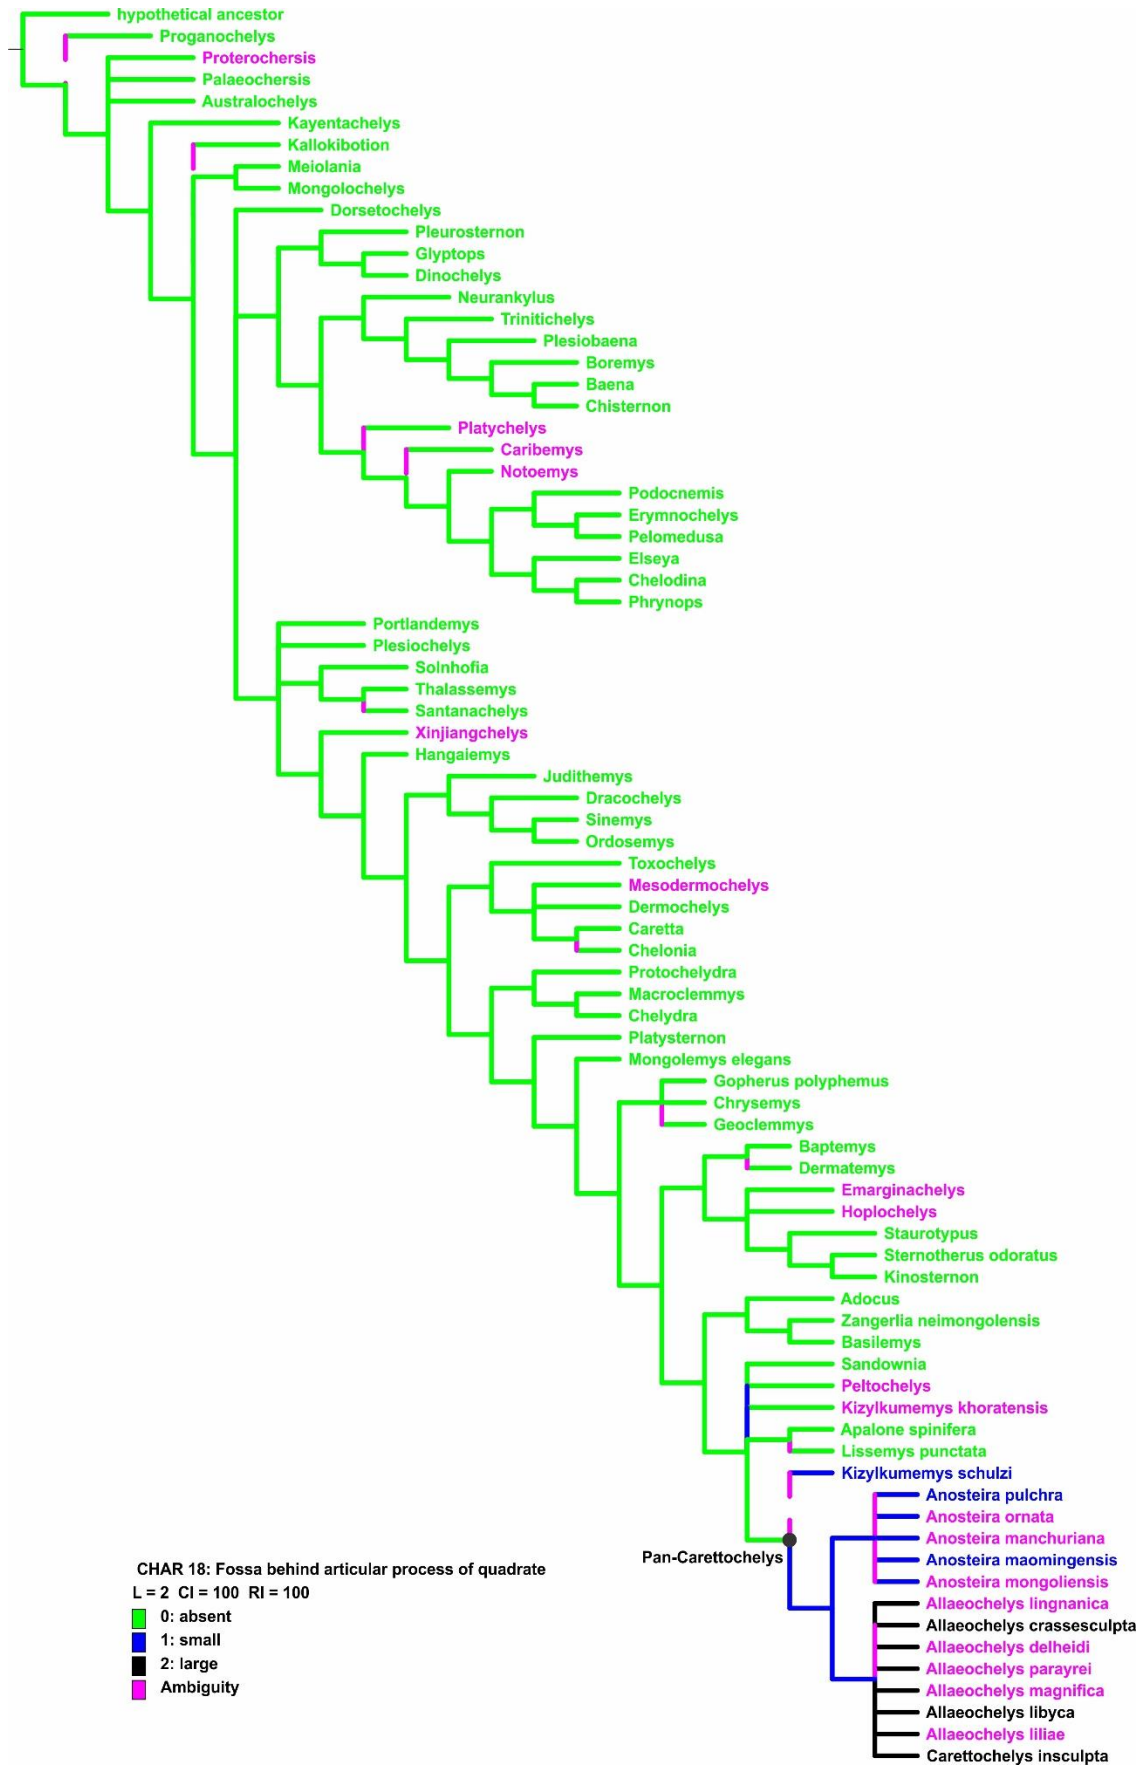 hypothetical ancestor
Proganochelys
Proterochersis
Palaeochersis
Australochelys
Kayentachelys
Kallokibotion
Meiolania
Mongolochelys
Dorsetochelys
Pleurosternon
Glyptops
Dinochelys
Neurankylus
Trinitichelys
Plesiobaena
Boremys
Baena
Chisternon
Platychelys
Caribemys
Notoemys
Podocnemis
Erymnochelys
Pelomedusa
Elseya
Chelodina
Phrynops
Portlandemys
Plesiochelys
Solnhofia
Thalassemys
Santanachelys
Xinjiangchelys
Hangaiemys
Judithemys
Dracochelys
Sinemys
Ordosemys
Toxochelys
Mesodermochelys
Dermochelys
Caretta
Chelonia
Protochelydra
Macroclemmys
Chelydra
Platysternon
Mongolemys elegans
Gopherus polyphemus
Chrysemys
Geoclemmys
Baptemys
Dermatemys
Emarginachelys
Hoplochelys
Staurotypus
Sternotherus odoratus
Kinosternon
Adocus
Zangerlia neimongolensis
Basilemys
Sandownia
Peltochelys
Kizylkumemys khoratensis
Apalone spinifera
Lissemys punctata
Kizylkumemys schulzi
Anosteira pulchra
Anosteira ornata
Anosteira manchuriana
Anosteira maomingensis
Anosteira mongoliensis
Allaeochelys lingnanica
Allaeochelys crassesculpta
Allaeochelys delheidi
Allaeochelys parayrei
Allaeochelys magnifica
Allaeochelys libyca
Allaeochelys liliae
Carettochelys insculpta
Pan-Carettochelys
CHAR 18: Fossa behind articular process of quadrate
L = 2 CI = 100 RI = 100
0: absent
1: small
2: large
Ambiguity